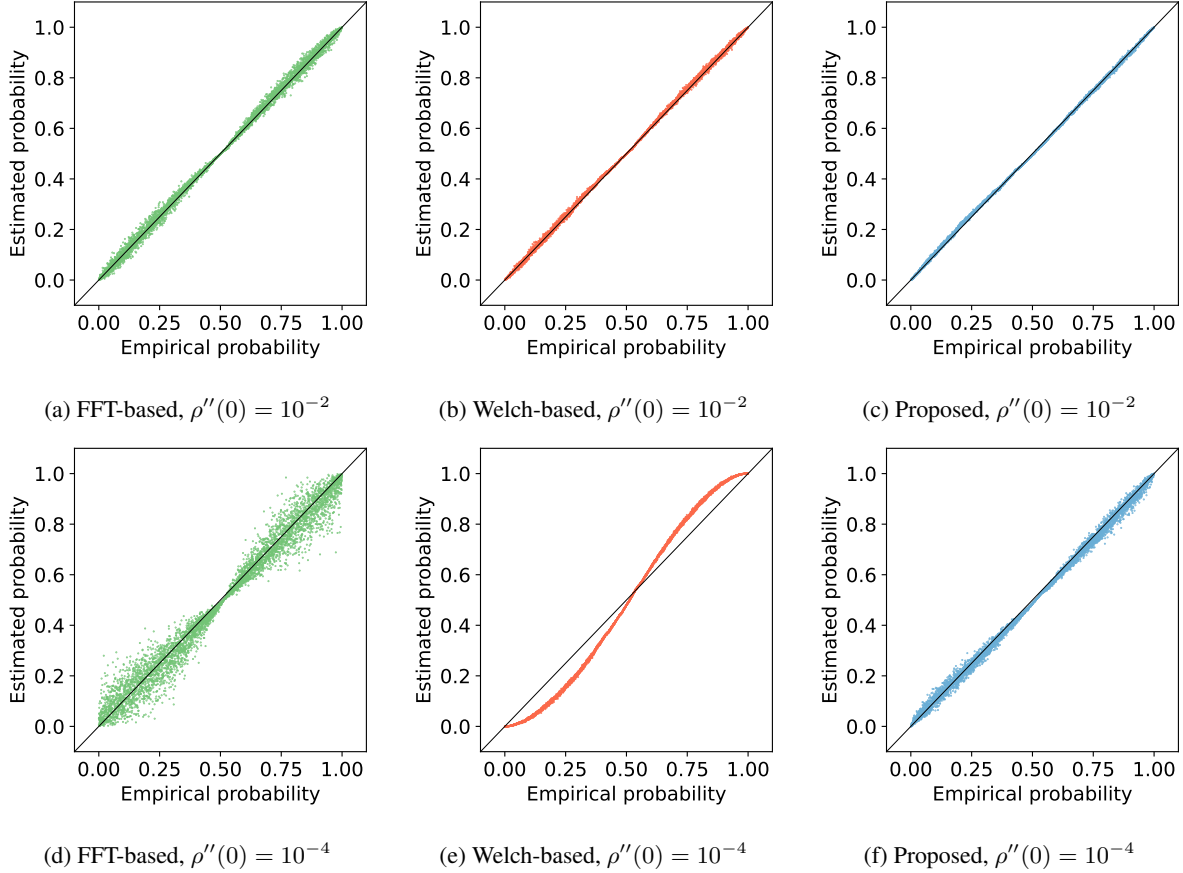 1.0
0.8
0.6
0.4
0.2
0.0
Estimated probability
0.00 0.25 0.50 0.75 1.00
Empirical probability
(a) FFT-based, ρ′′(0) = 10⁻²
1.0
0.8
0.6
0.4
0.2
0.0
Estimated probability
0.00 0.25 0.50 0.75 1.00
Empirical probability
(b) Welch-based, ρ′′(0) = 10⁻²
1.0
0.8
0.6
0.4
0.2
0.0
Estimated probability
0.00 0.25 0.50 0.75 1.00
Empirical probability
(c) Proposed, ρ′′(0) = 10⁻²
1.0
0.8
0.6
0.4
0.2
0.0
Estimated probability
0.00 0.25 0.50 0.75 1.00
Empirical probability
(d) FFT-based, ρ′′(0) = 10⁻⁴
1.0
0.8
0.6
0.4
0.2
0.0
Estimated probability
0.00 0.25 0.50 0.75 1.00
Empirical probability
(e) Welch-based, ρ′′(0) = 10⁻⁴
1.0
0.8
0.6
0.4
0.2
0.0
Estimated probability
0.00 0.25 0.50 0.75 1.00
Empirical probability
(f) Proposed, ρ′′(0) = 10⁻⁴